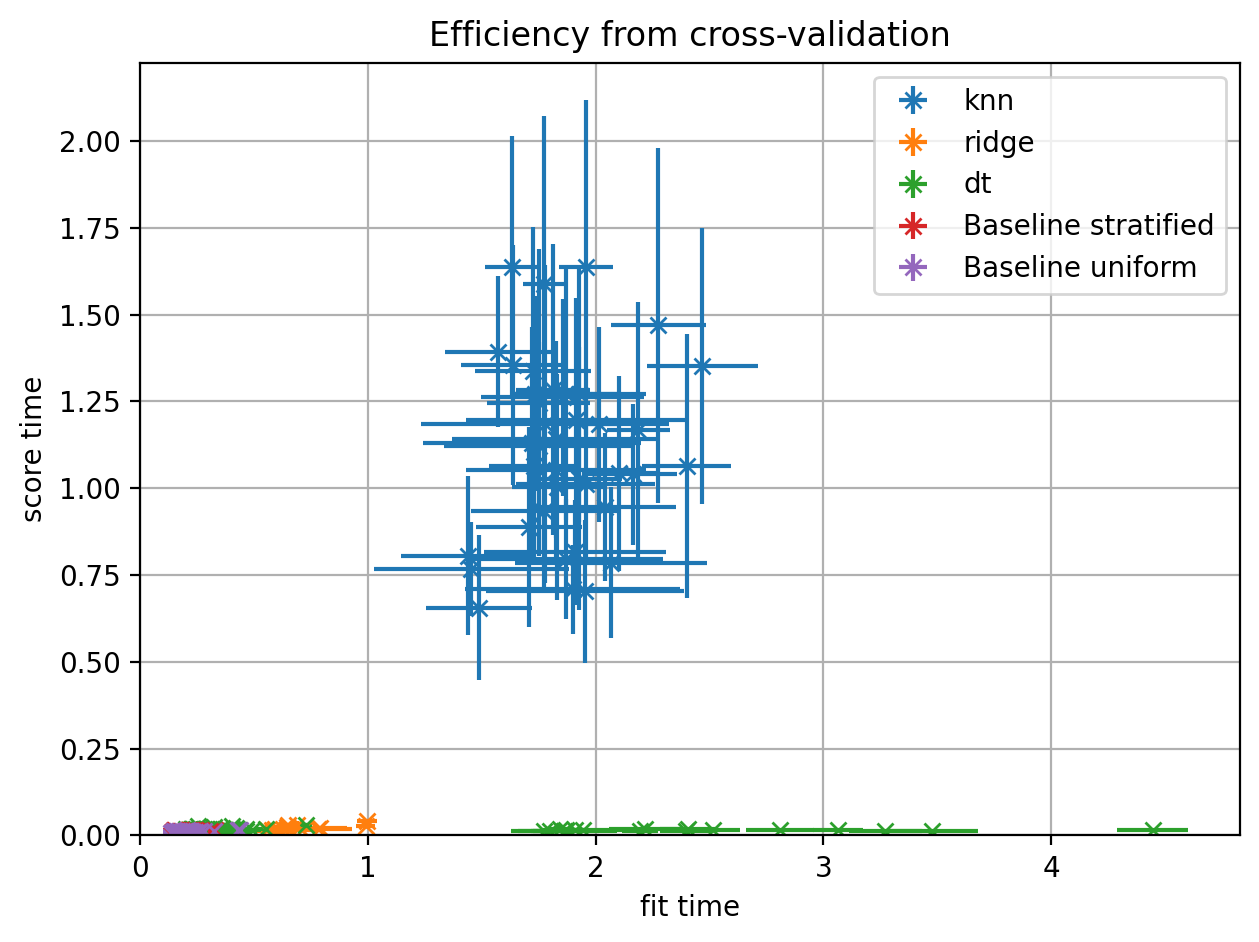 Efficiency from cross-validation
knn
ridge
dt
Baseline stratified
Baseline uniform
score time
2.00
1.75
1.50
1.25
1.00
0.75
0.50
0.25
0.00
0 1 2 3 4
fit time